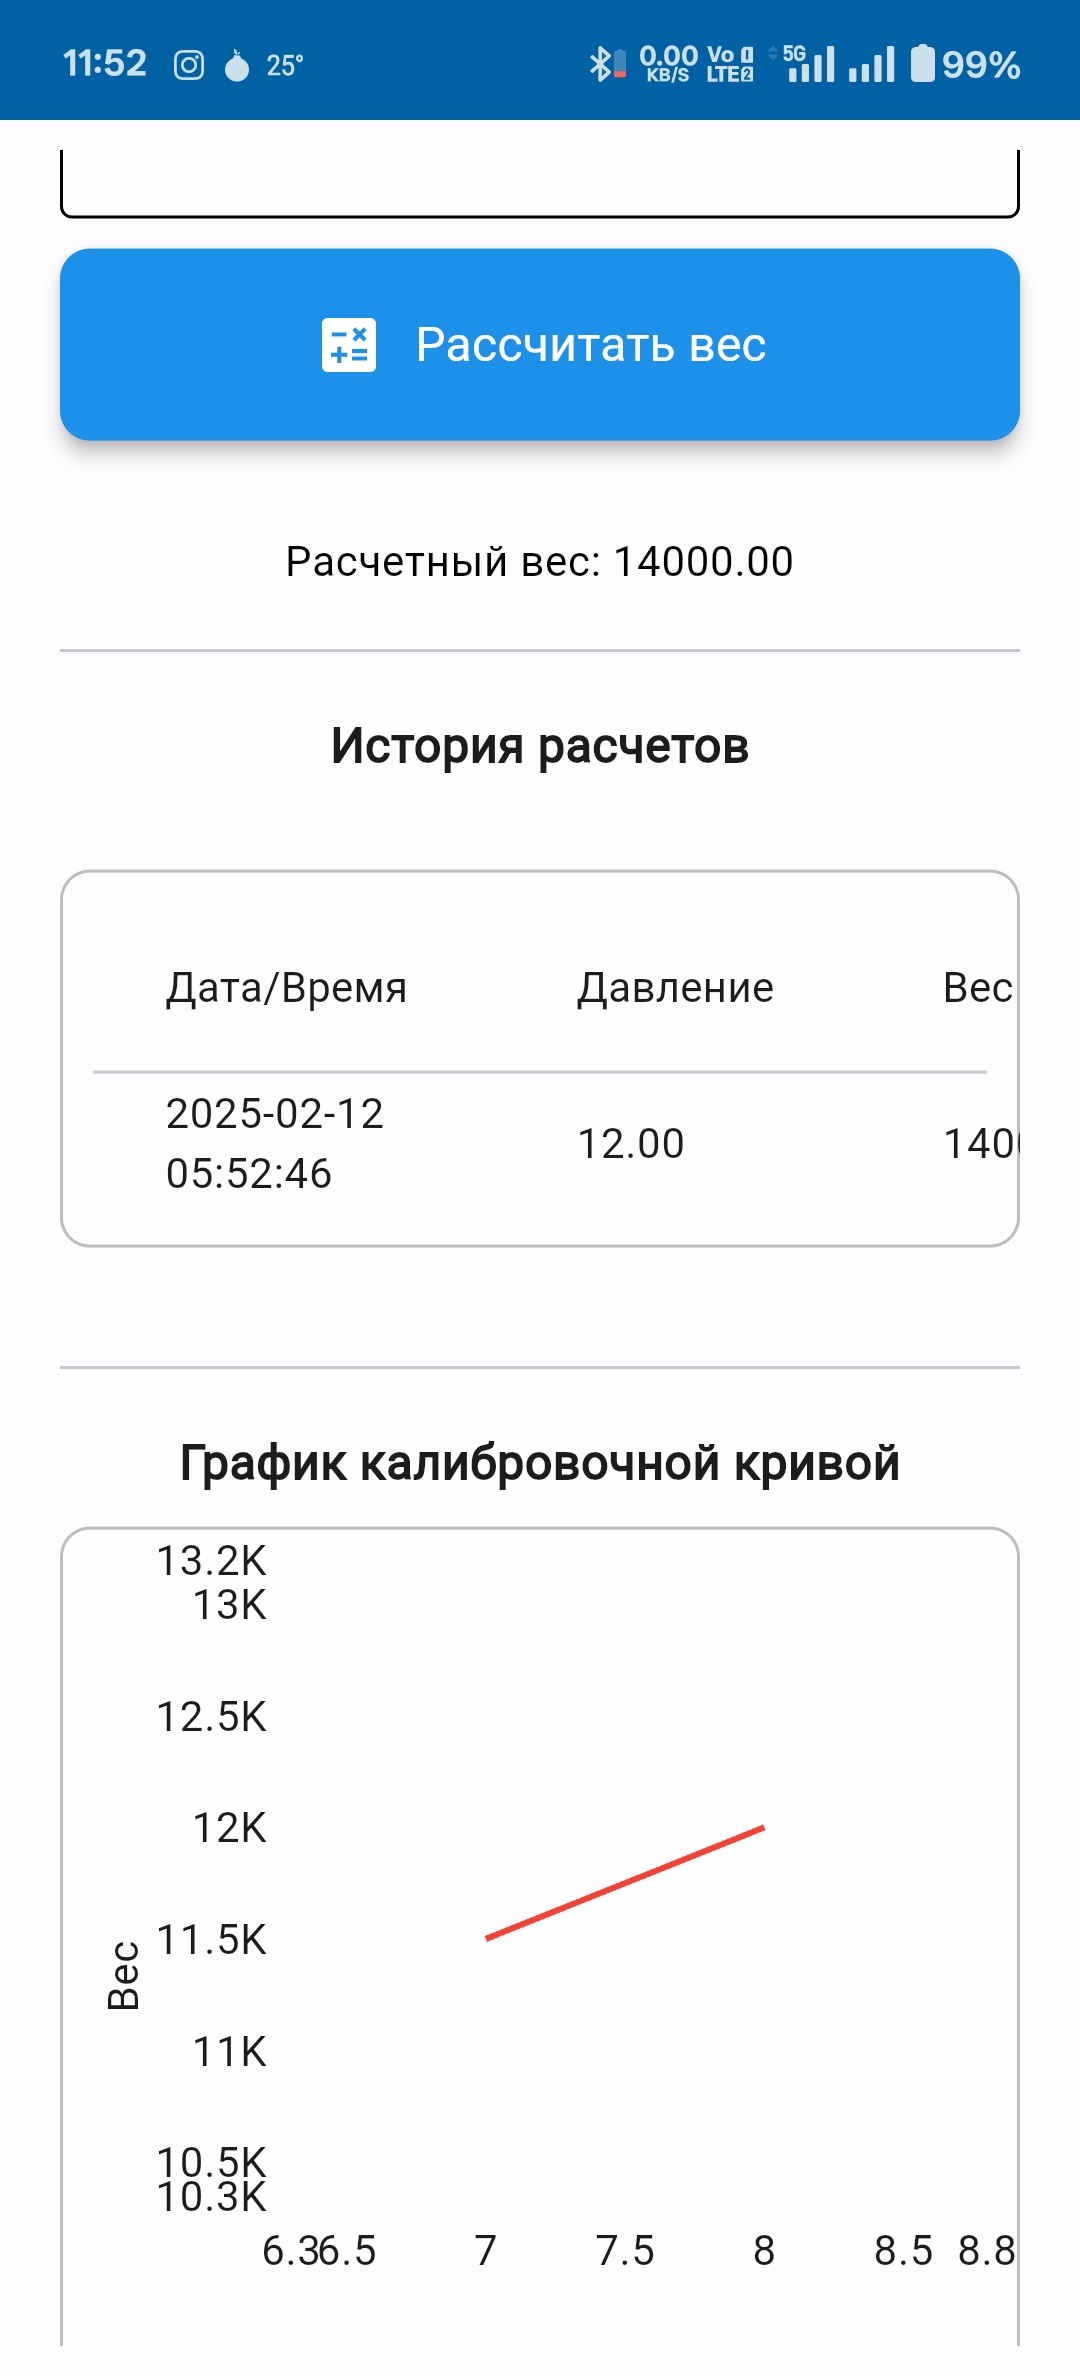 11:52 25° 0.00 KB/S Vo 1 LTE 2 5G 99%
Рассчитать вес
Расчетный вес: 14000.00
История расчетов
Дата/Время Давление Вес
2025-02-12
05:52:46 12.00 1400
График калибровочной кривой
13.2K
13K
12.5K
12K
11.5K
Вес
11K
10.5K
10.3K
6.3 6.5 7 7.5 8 8.5 8.8